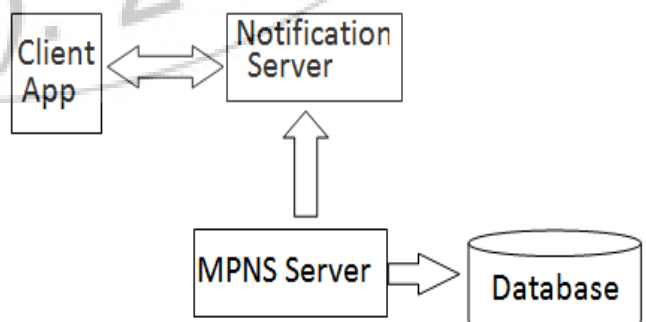 Client
App
Notification
Server
MPNS Server
Database